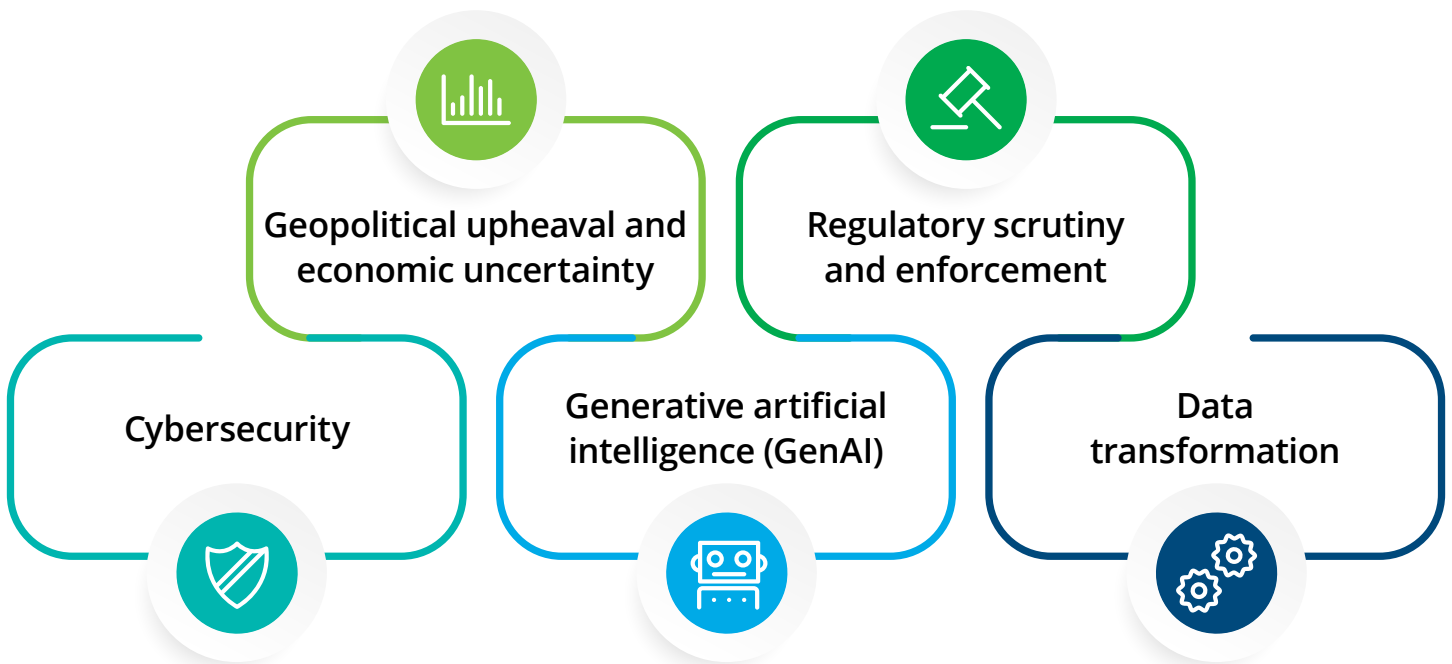 Geopolitical upheaval and
economic uncertainty
Regulatory scrutiny
and enforcement
Cybersecurity
Generative artificial
intelligence (GenAI)
Data
transformation